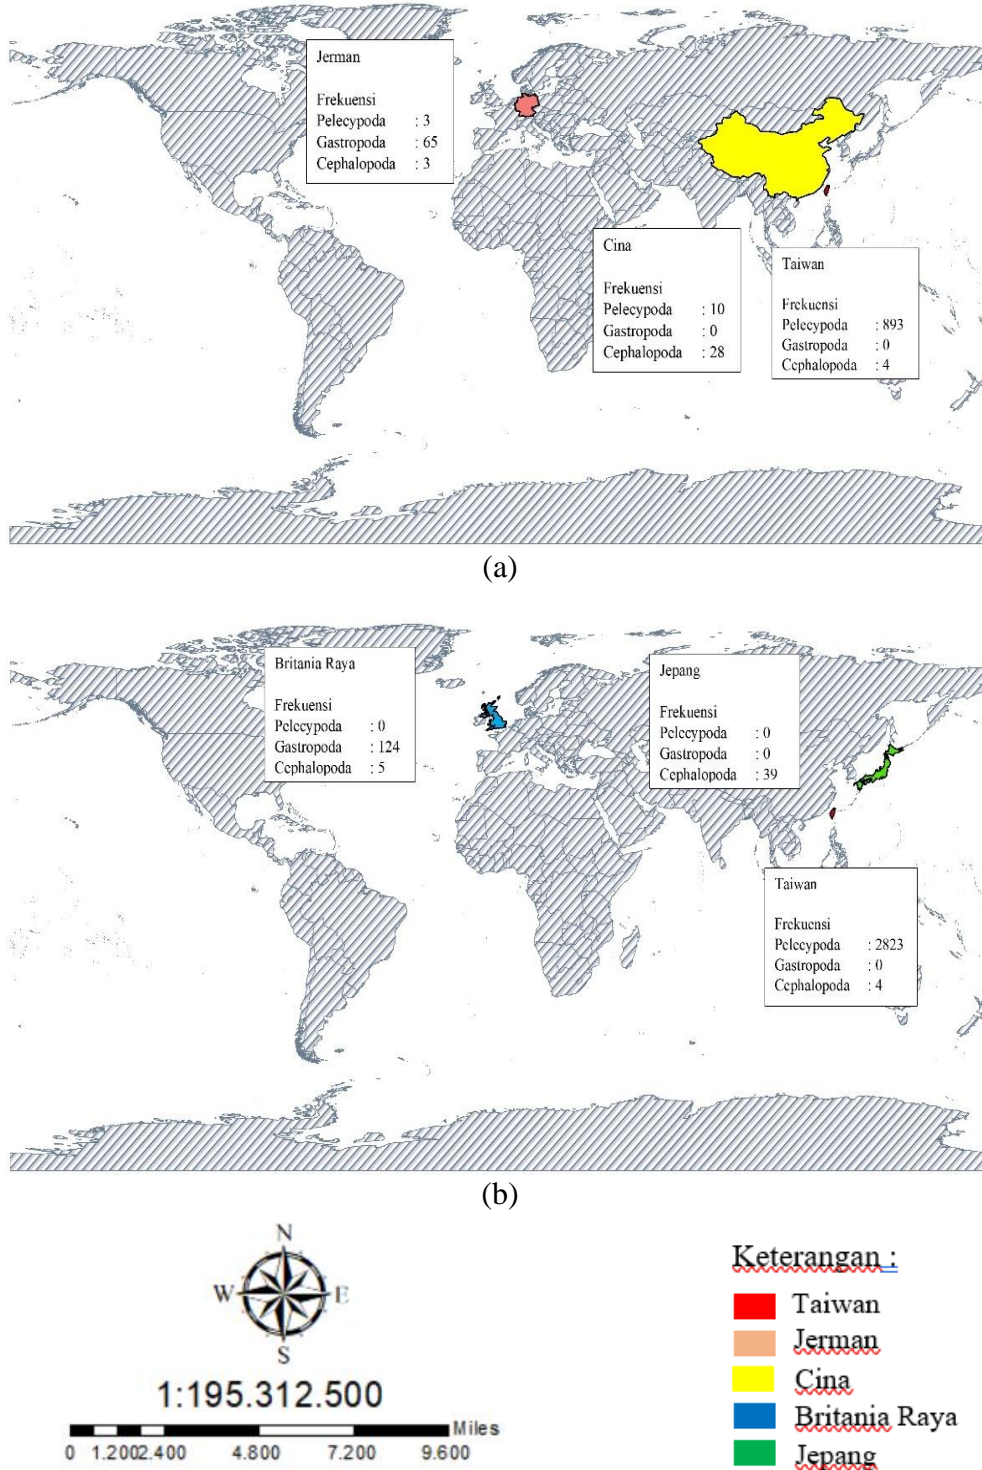 Jerman
Frekuensi
Pelecypoda : 3
Gastropoda : 65
Cephalopoda : 3
Cina
Frekuensi
Pelecypoda : 10
Gastropoda : 0
Cephalopoda : 28
Taiwan
Frekuensi
Pelecypoda : 893
Gastropoda : 0
Cephalopoda : 4
(a)
Britania Raya
Frekuensi
Pelecypoda : 0
Gastropoda : 124
Cephalopoda : 5
Jepang
Frekuensi
Pelecypoda : 0
Gastropoda : 0
Cephalopoda : 39
Taiwan
Frekuensi
Pelecypoda : 2823
Gastropoda : 0
Cephalopoda : 4
(b)
N
W E
S
1:195.312.500
Miles
0 1.200 2.400 4.800 7.200 9.600
Keterangan :
Taiwan
Jerman
Cina
Britania Raya
Jepang